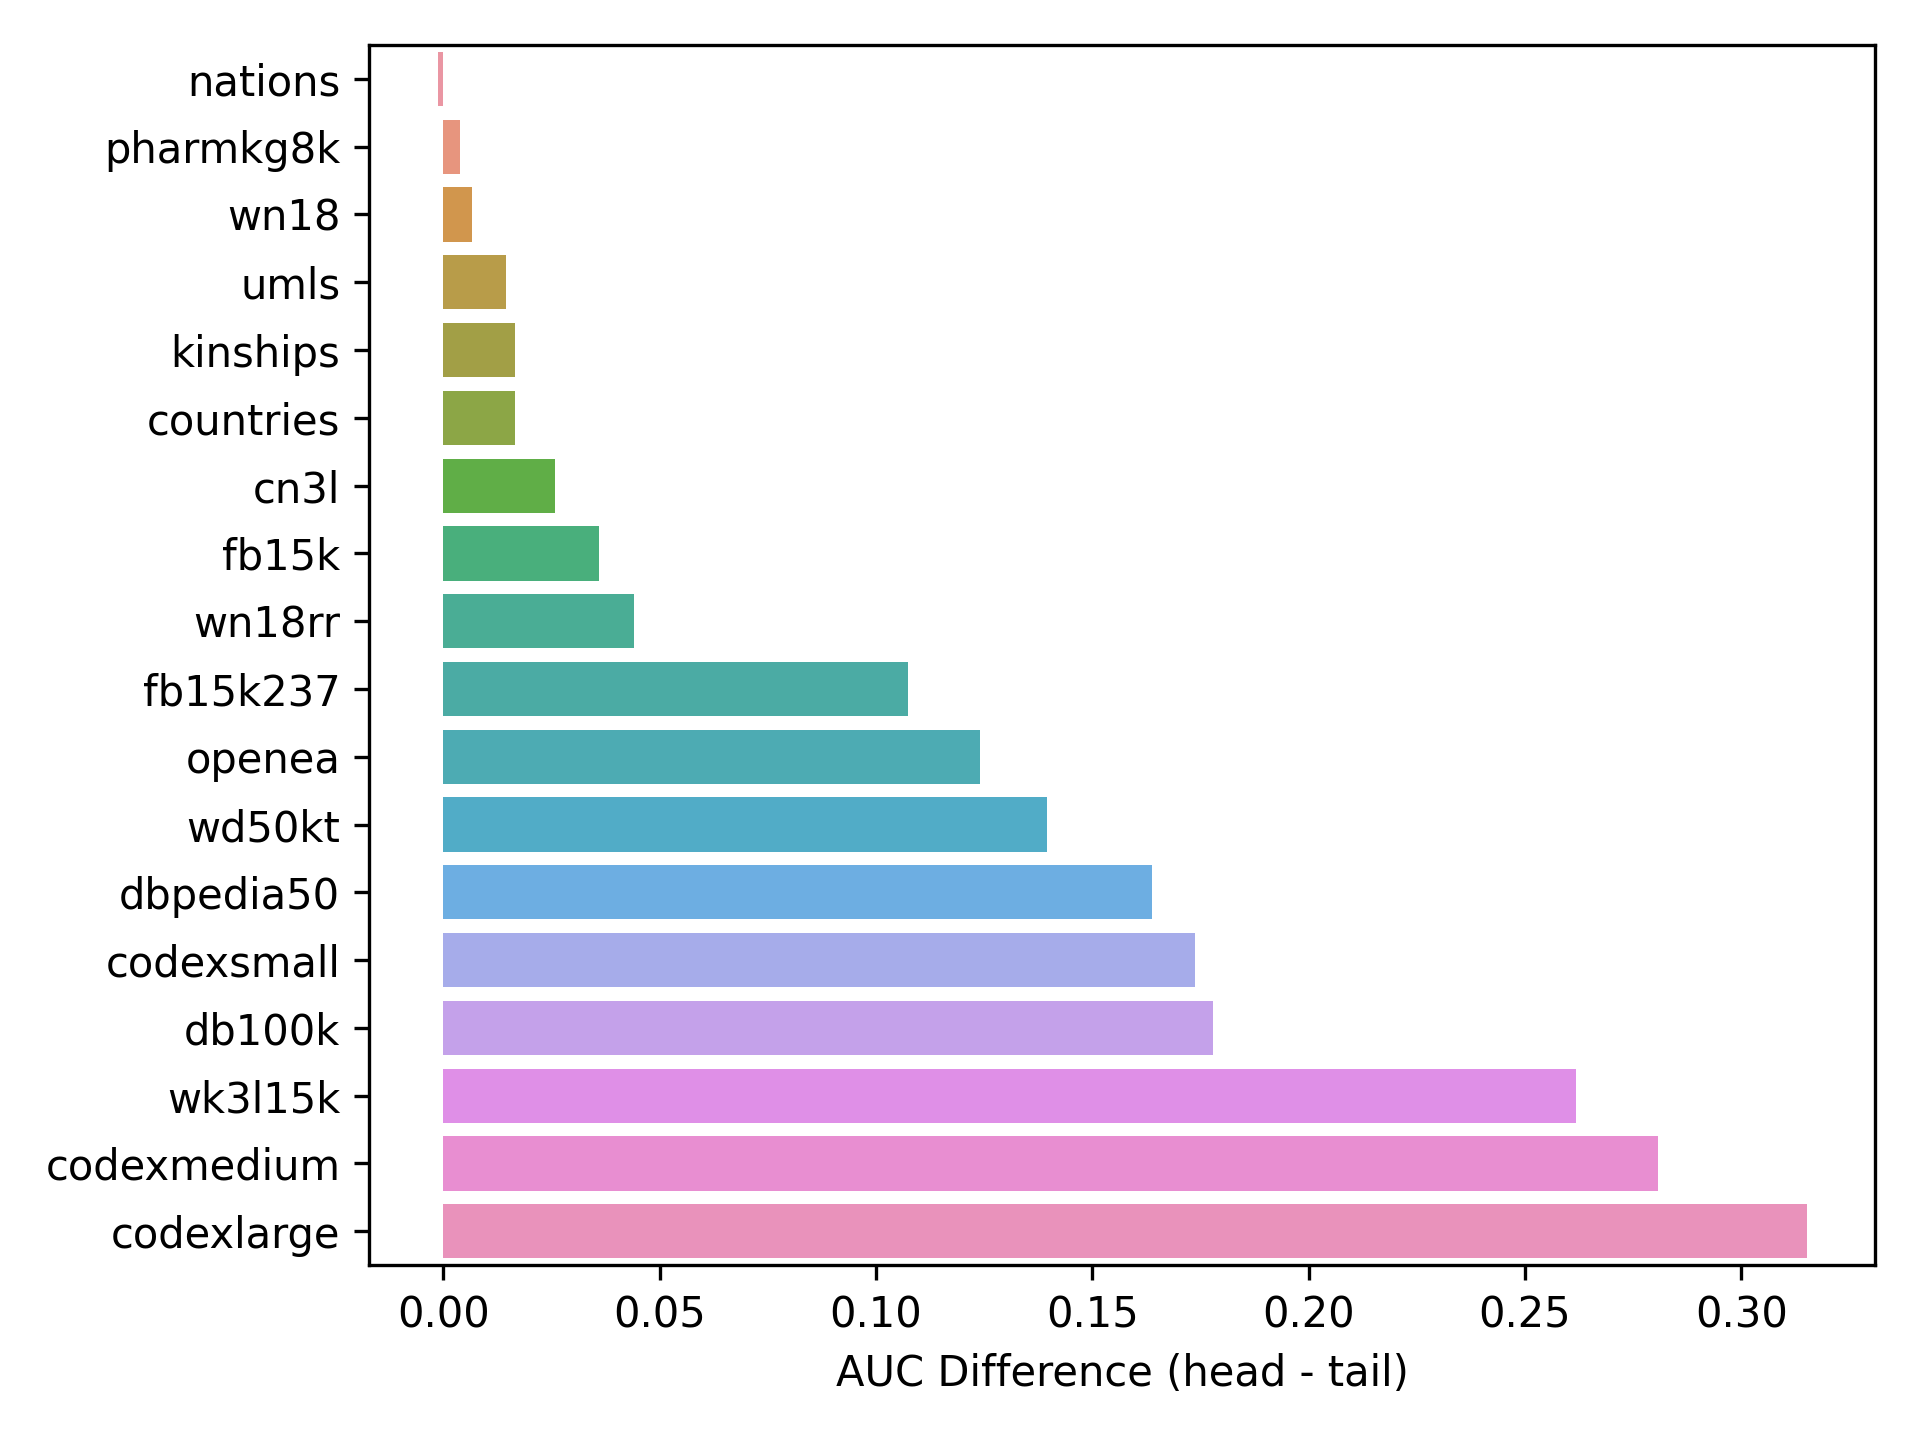 nations
pharmkg8k
wn18
umls
kinships
countries
cn3l
fb15k
wn18rr
fb15k237
openea
wd50kt
dbpedia50
codexsmall
db100k
wk3l15k
codexmedium
codexlarge
0.00 0.05 0.10 0.15 0.20 0.25 0.30
AUC Difference (head - tail)